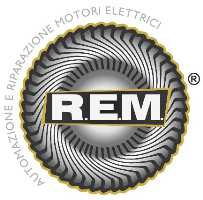 AUTOMAZIONE E RIPARAZIONE MOTORI ELETTRICI
R.E.M.
®